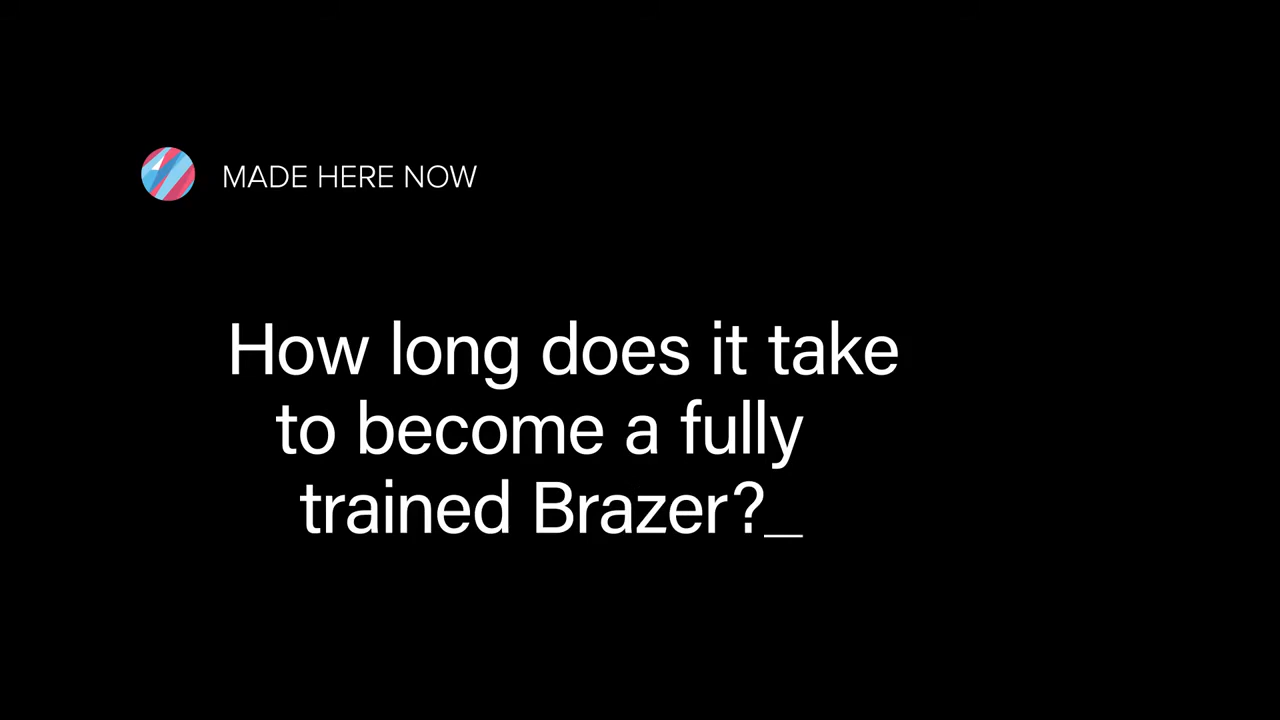 MADE HERE NOW
How long does it take
to become a fully
trained Brazer?_